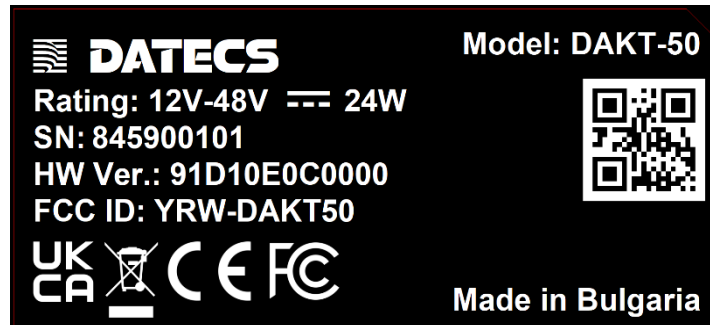 DATECS
Model: DAKT-50
Rating: 12V-48V ⎓ 24W
SN: 845900101
HW Ver.: 91D10E0C0000
FCC ID: YRW-DAKT50
UK
CA CE FC
Made in Bulgaria